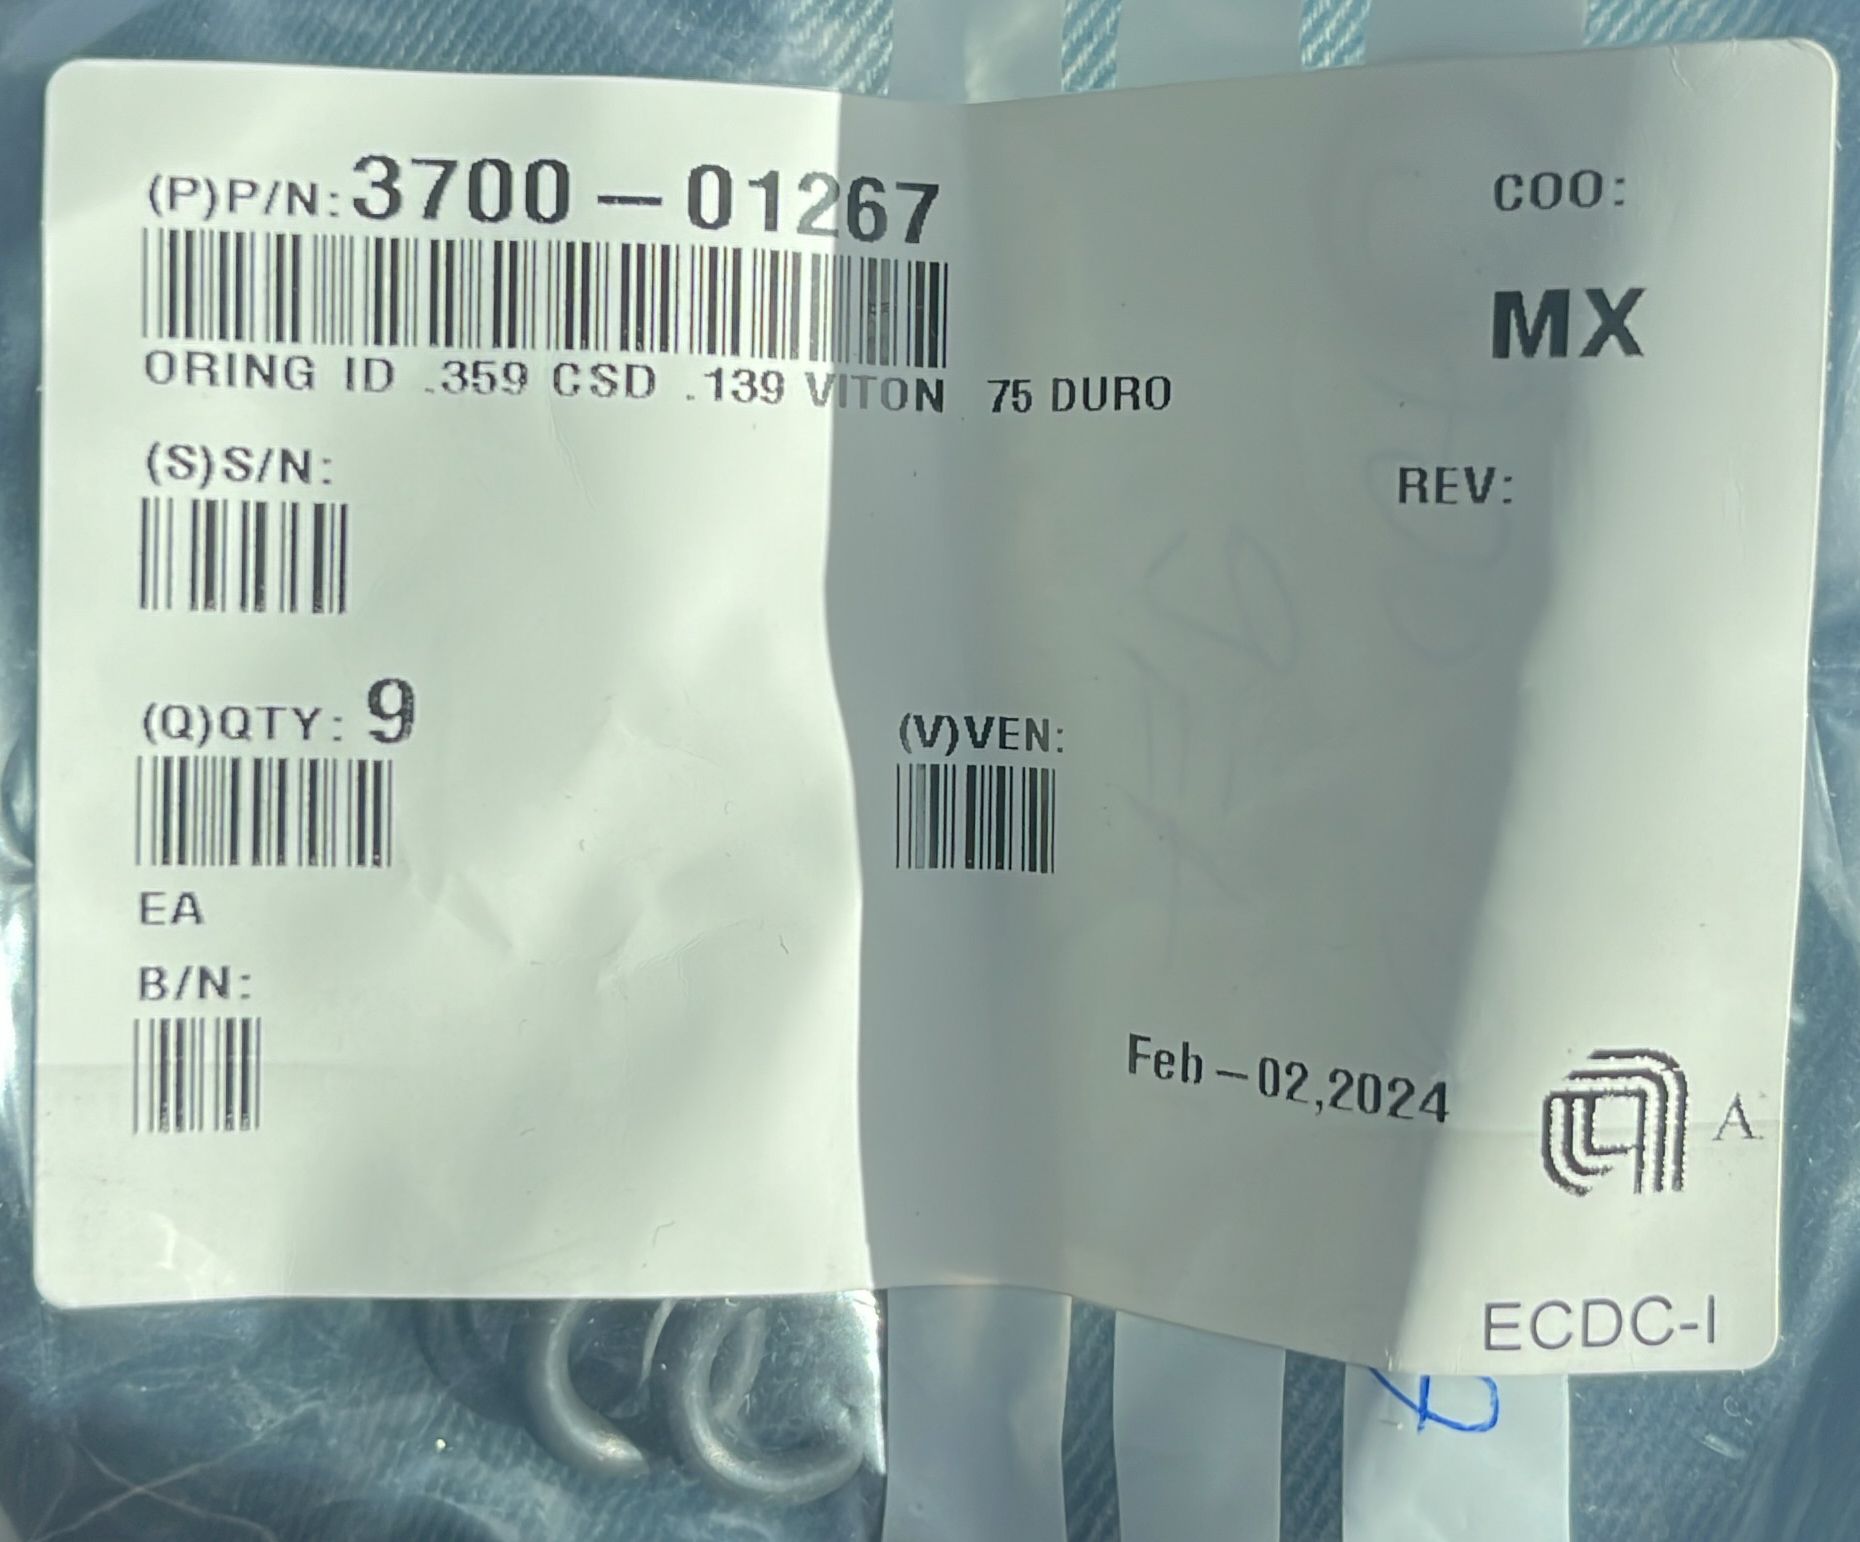 (P)P/N: 3700-01267
COO:
MX
ORING ID .359 CSD .139 VITON 75 DURO
(S)S/N:
REV:
(Q)QTY: 9
(V)VEN:
EA
B/N:
Feb-02,2024
A
ECDC-I